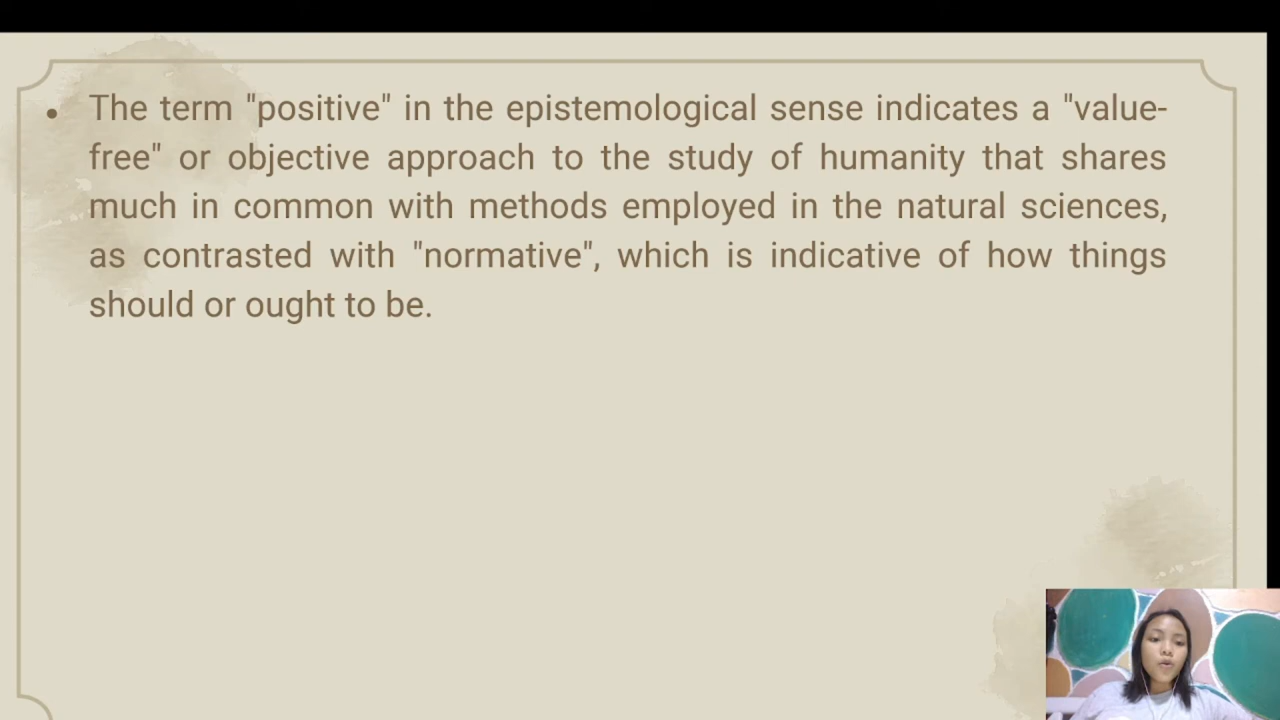 • The term "positive" in the epistemological sense indicates a "value-
free" or objective approach to the study of humanity that shares
much in common with methods employed in the natural sciences,
as contrasted with "normative", which is indicative of how things
should or ought to be.